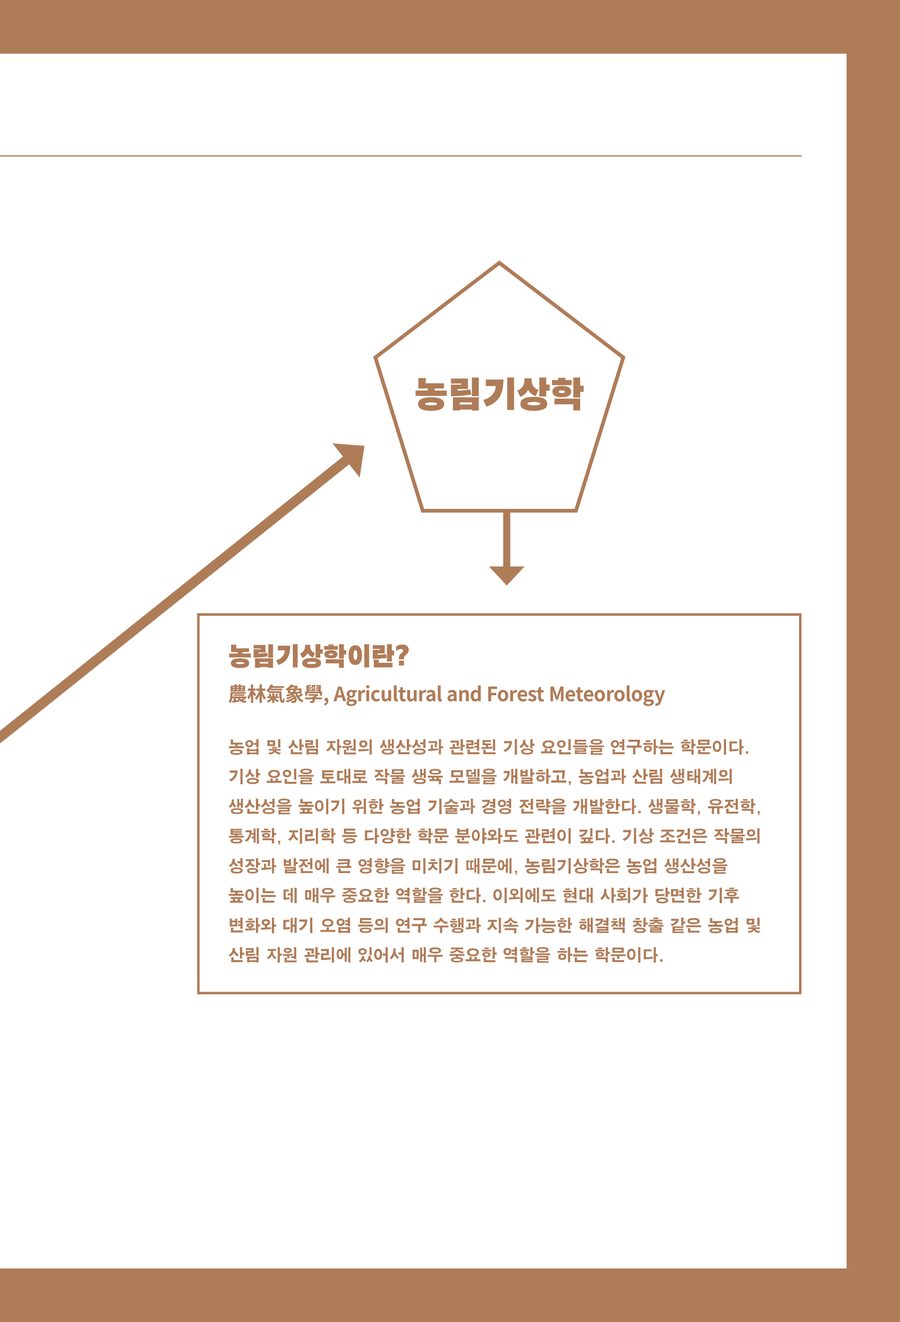 농림기상학
농림기상학이란?
農林氣象學, Agricultural and Forest Meteorology
농업 및 산림 자원의 생산성과 관련된 기상 요인들을 연구하는 학문이다.
기상 요인을 토대로 작물 생육 모델을 개발하고, 농업과 산림 생태계의
생산성을 높이기 위한 농업 기술과 경영 전략을 개발한다. 생물학, 유전학,
통계학, 지리학 등 다양한 학문 분야와도 관련이 깊다. 기상 조건은 작물의
성장과 발전에 큰 영향을 미치기 때문에, 농림기상학은 농업 생산성을
높이는 데 매우 중요한 역할을 한다. 이외에도 현대 사회가 당면한 기후
변화와 대기 오염 등의 연구 수행과 지속 가능한 해결책 창출 같은 농업 및
산림 자원 관리에 있어서 매우 중요한 역할을 하는 학문이다.